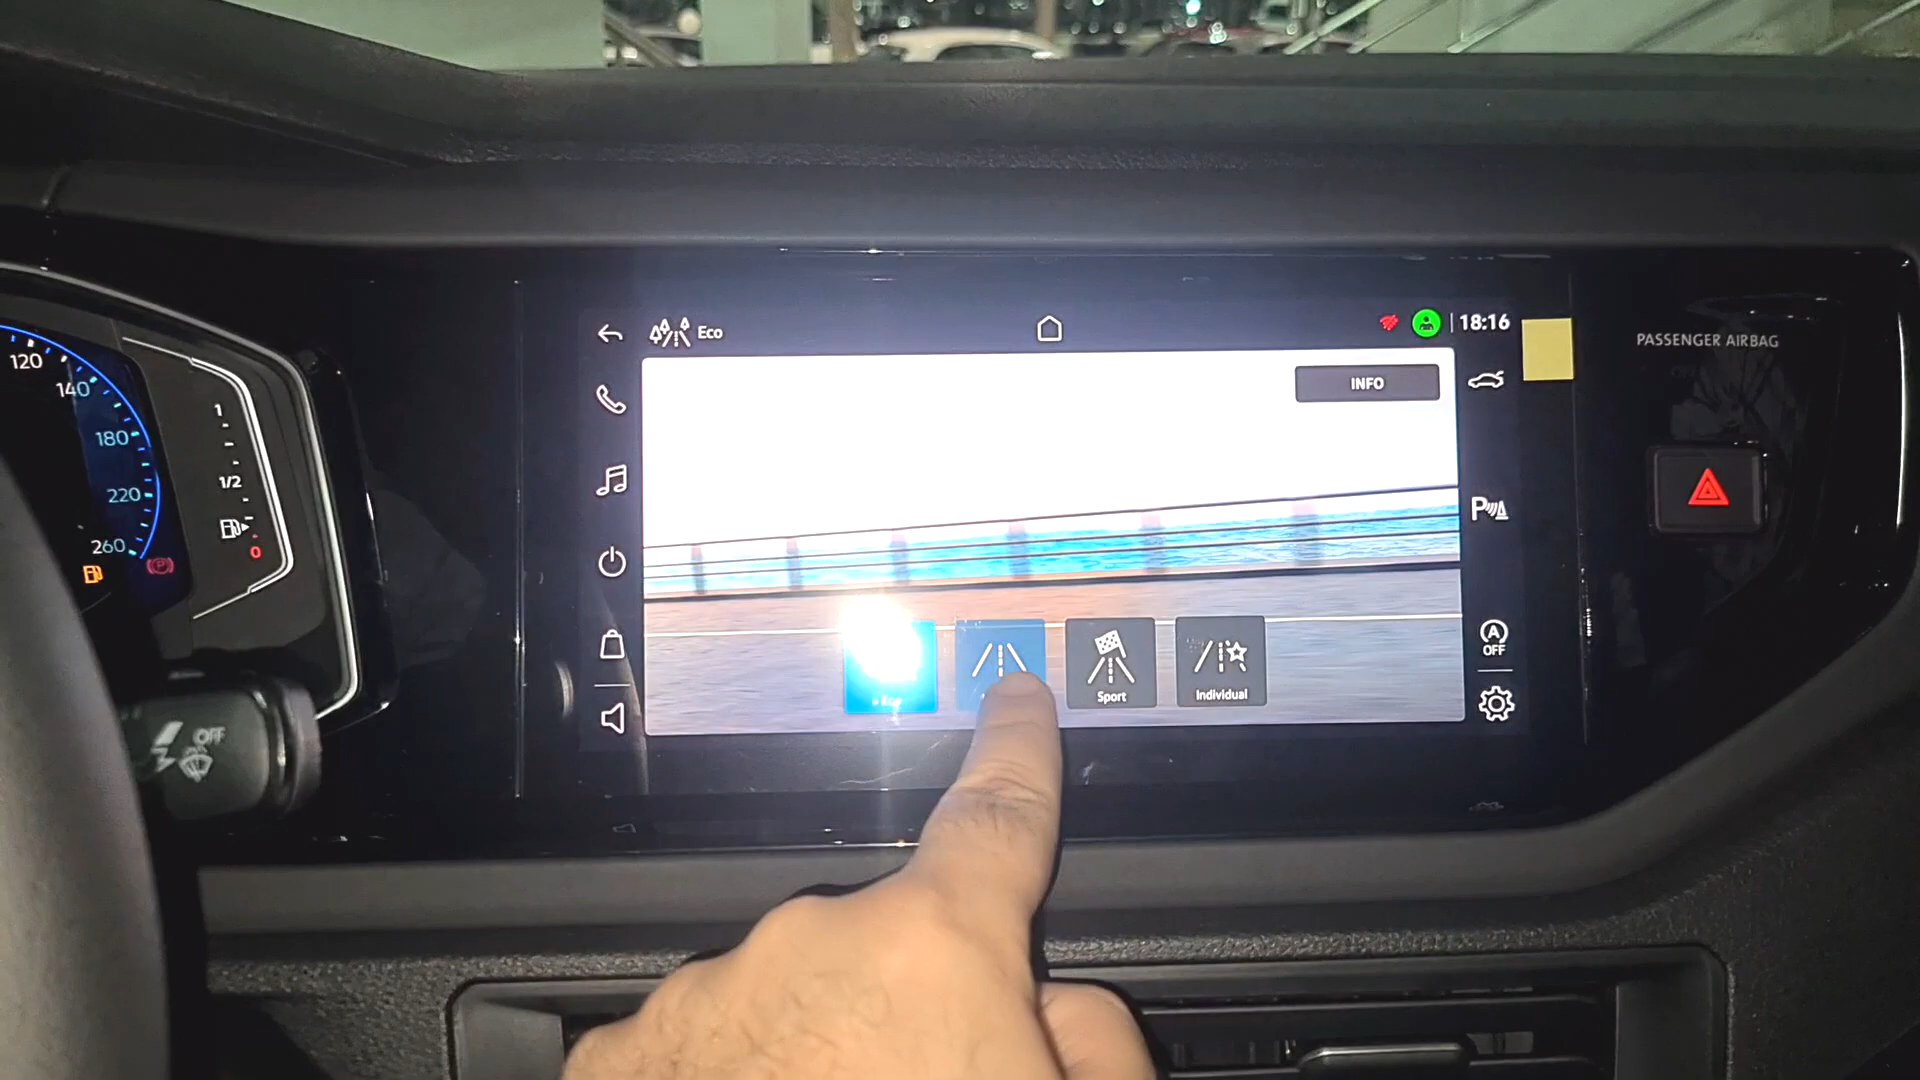 Eco
18:16
INFO
PASSENGER AIRBAG
120
140
180
220
260
1
1/2
0
P
A
OFF
Sport
Individual
OFF